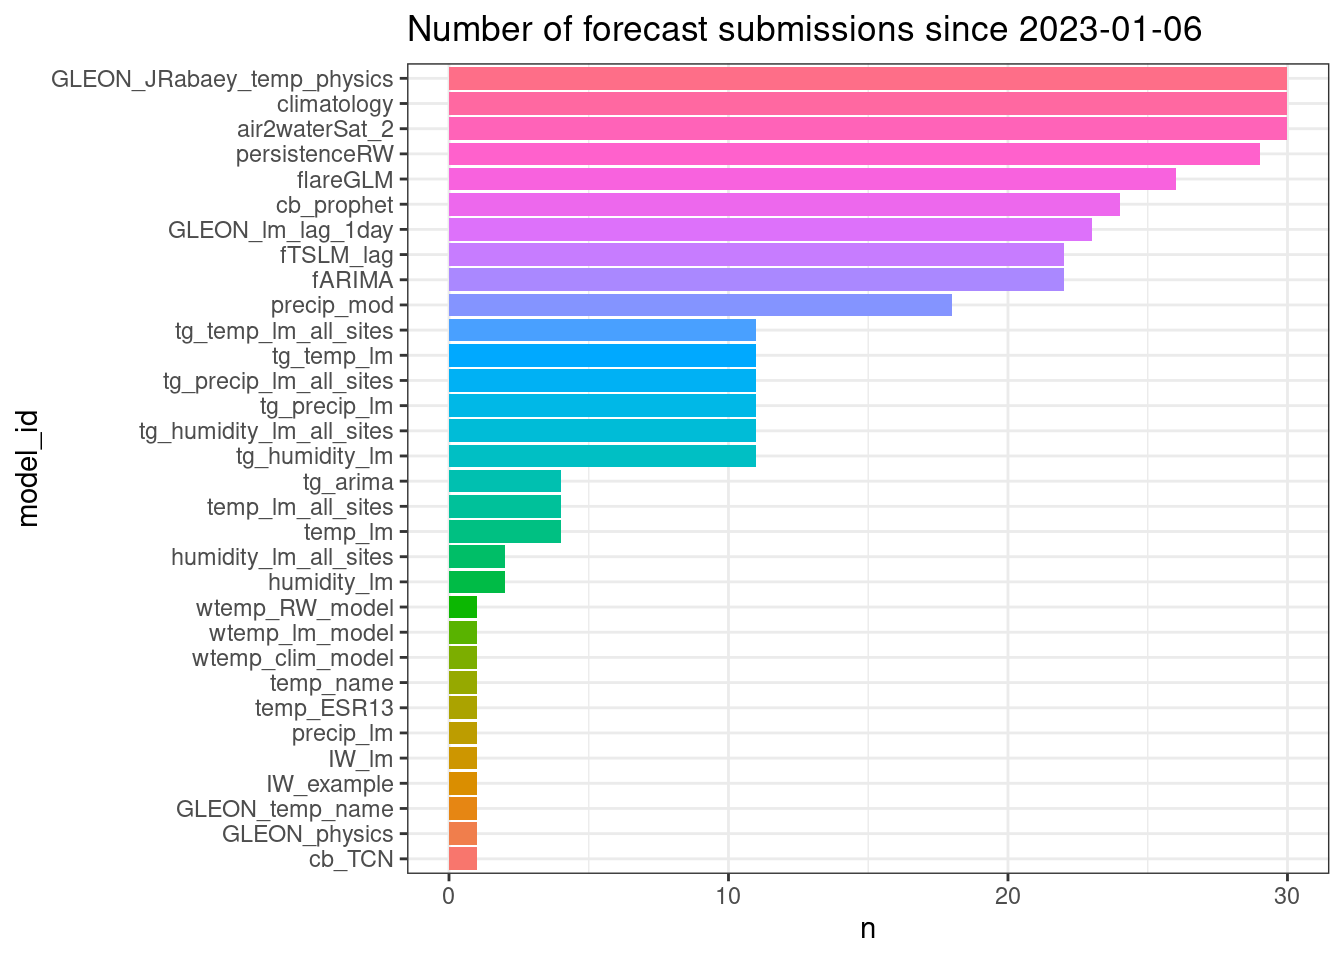 Number of forecast submissions since 2023-01-06
GLEON_JRabaey_temp_physics
climatology
air2waterSat_2
persistenceRW
flareGLM
cb_prophet
GLEON_lm_lag_1day
fTSLM_lag
fARIMA
precip_mod
tg_temp_lm_all_sites
tg_temp_lm
tg_precip_lm_all_sites
tg_precip_lm
tg_humidity_lm_all_sites
tg_humidity_lm
tg_arima
temp_lm_all_sites
temp_lm
humidity_lm_all_sites
humidity_lm
wtemp_RW_model
wtemp_lm_model
wtemp_clim_model
temp_name
temp_ESR13
precip_lm
IW_lm
IW_example
GLEON_temp_name
GLEON_physics
cb_TCN
model_id
0 10 20 30
n